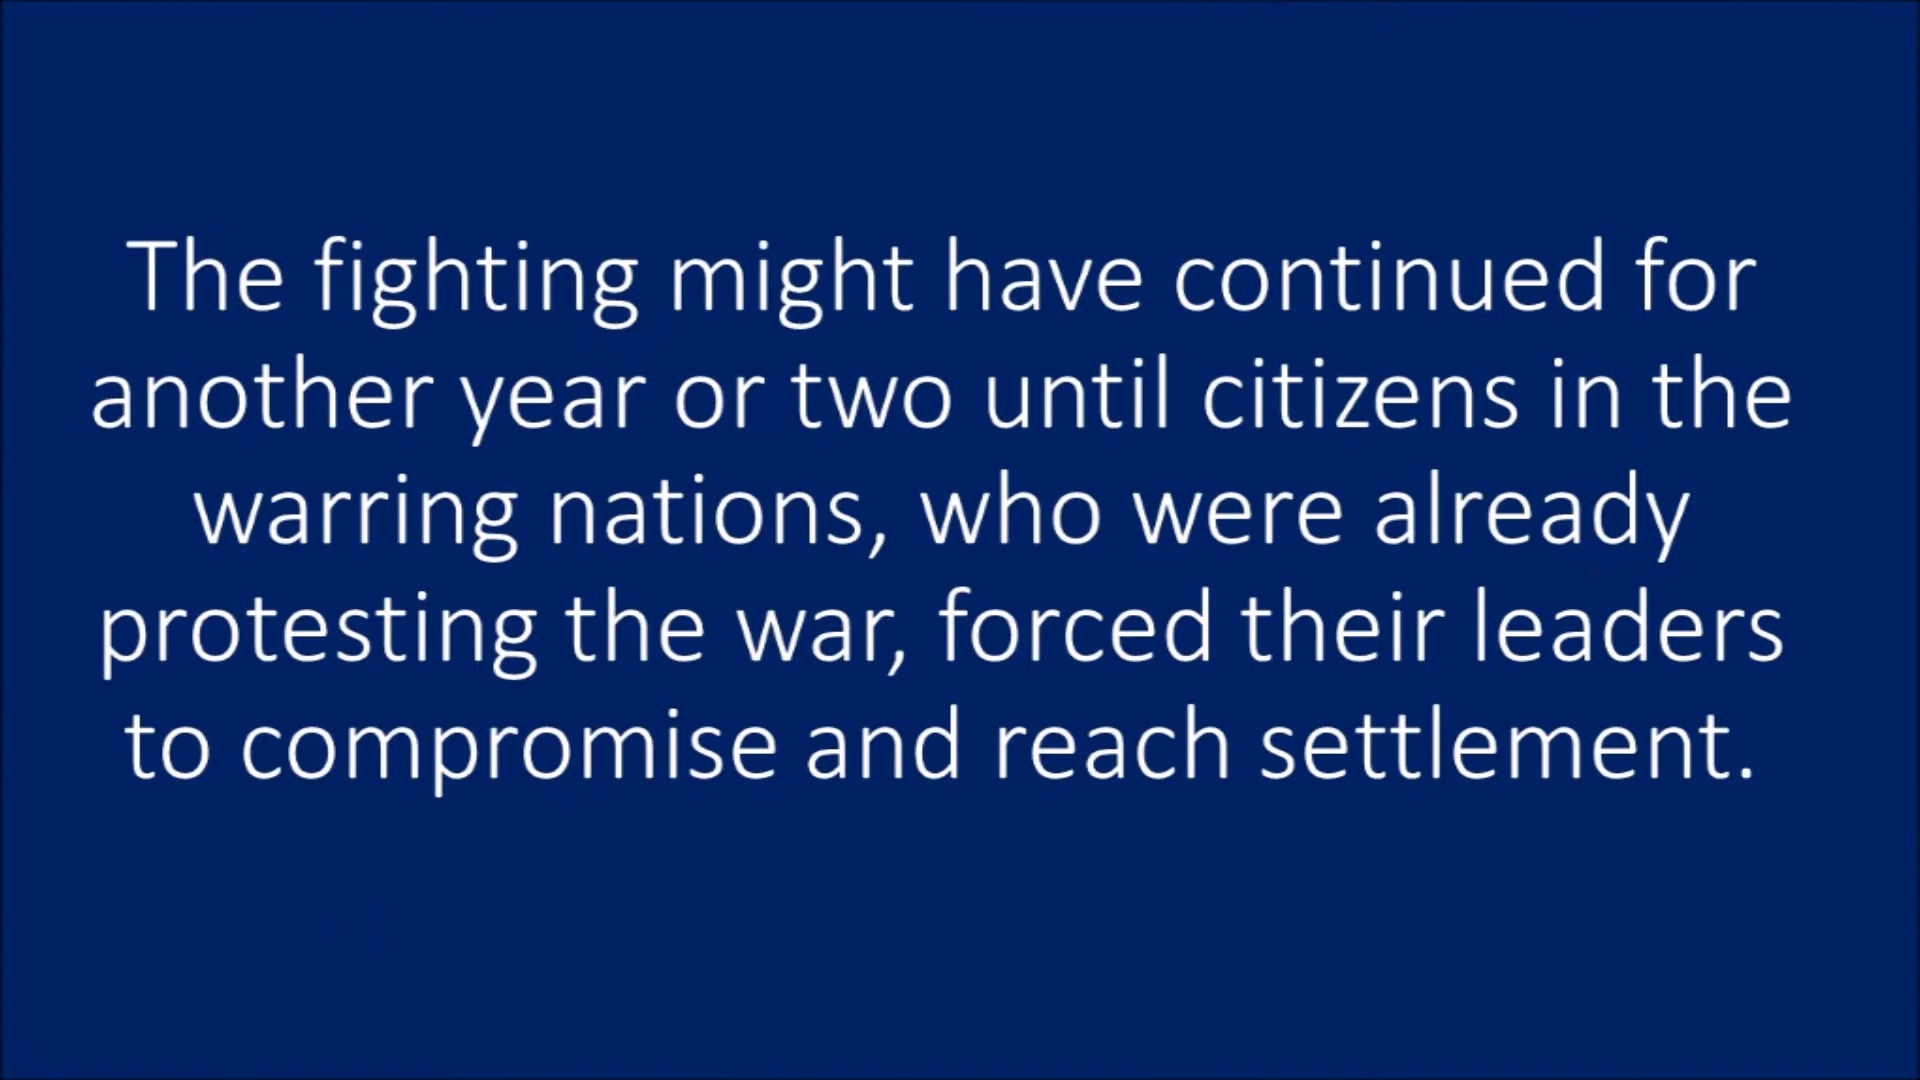 The fighting might have continued for
another year or two until citizens in the
warring nations, who were already
protesting the war, forced their leaders
to compromise and reach settlement.